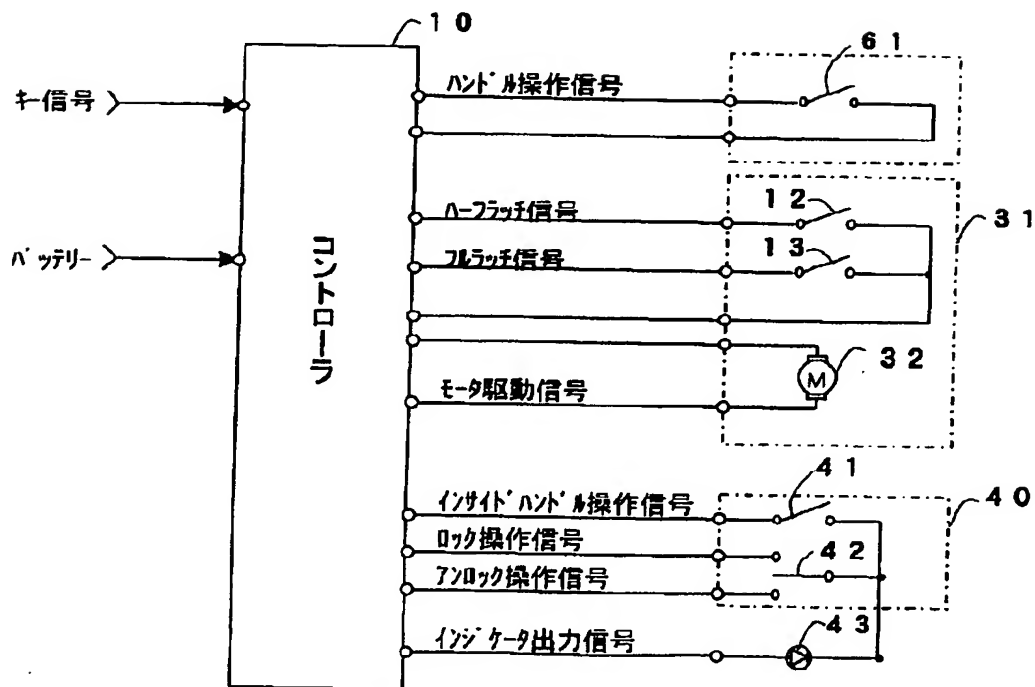 １０
６１
キー信号
ハンドル操作信号
１２
３１
ハーフラッチ信号
１３
バッテリー
フルラッチ信号
コントローラ
３２
M
モータ駆動信号
４１
４０
インサイドハンドル操作信号
ロック操作信号
４２
アンロック操作信号
４３
インジケータ出力信号